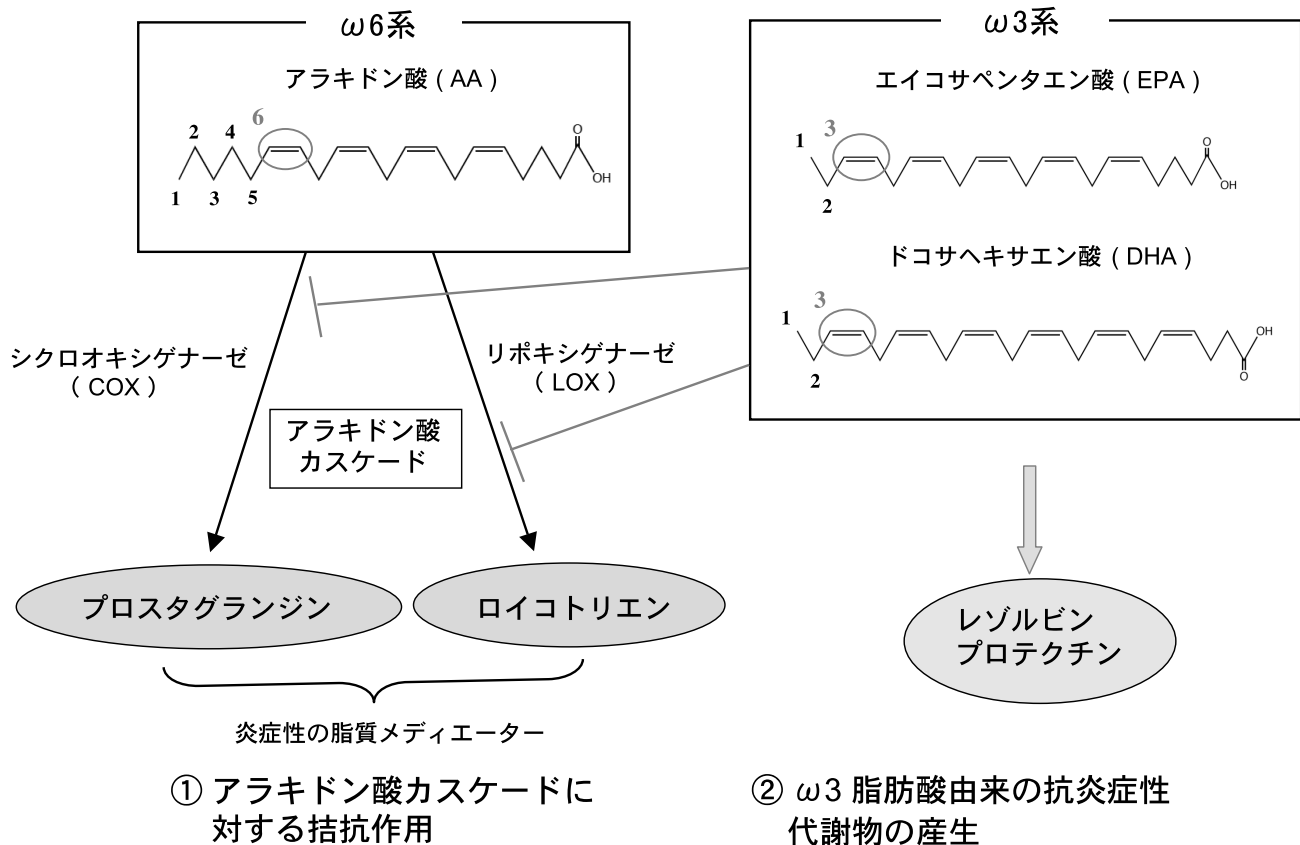 ω6系
アラキドン酸 ( AA )
6
2 4
1 3 5
O
OH
ω3系
エイコサペンタエン酸 ( EPA )
3
1
2
O
OH
ドコサヘキサエン酸 ( DHA )
3
1
2
OH
O
シクロオキシゲナーゼ
( COX )
リポキシゲナーゼ
( LOX )
アラキドン酸
カスケード
プロスタグランジン
ロイコトリエン
レゾルビン
プロテクチン
炎症性の脂質メディエーター
① アラキドン酸カスケードに
対する拮抗作用
② ω3 脂肪酸由来の抗炎症性
代謝物の産生